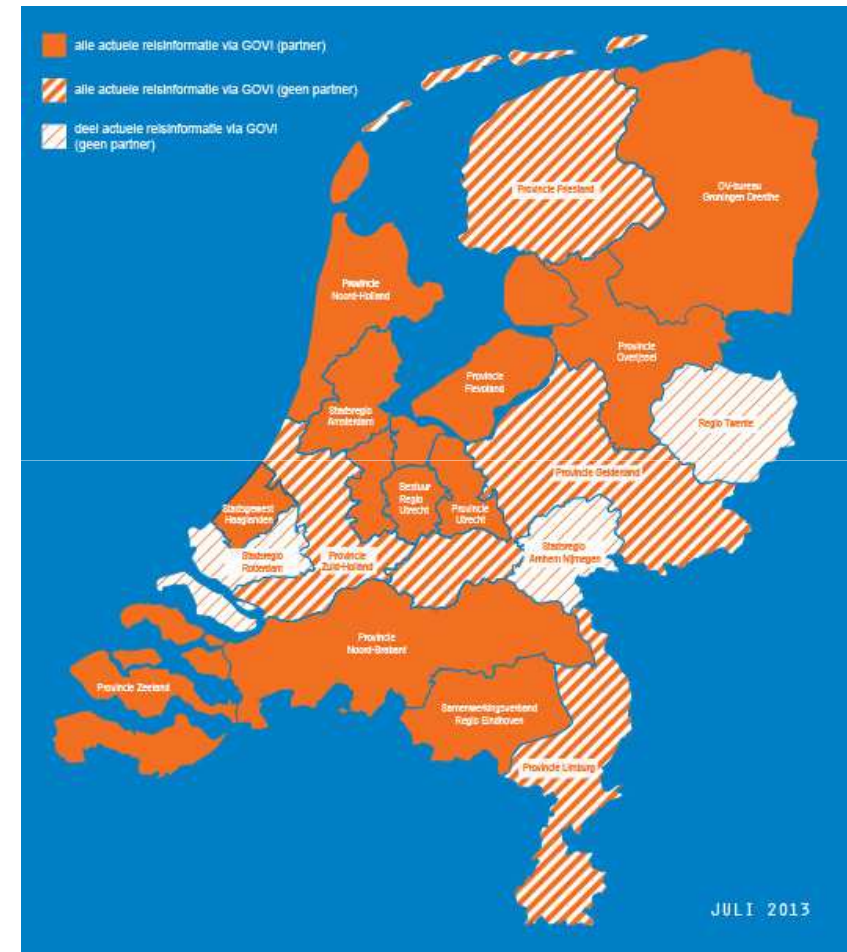 alle actuele reisinformatie via GOVI (partner)
alle actuele reisinformatie via GOVI (geen partner)
deel actuele reisinformatie via GOVI
(geen partner)
Provincie Friesland
OV-bureau
Groningen Drenthe
Provincie
Noord-Holland
Provincie
Overijssel
Provincie
Flevoland
Stadsregio
Amsterdam
Regio Twente
Provincie Gelderland
Bestuur
Regio
Utrecht
Provincie
Utrecht
Stadsgewest
Haaglanden
Stadsregio
Rotterdam
Provincie
Zuid-Holland
Stadsregio
Arnhem Nijmegen
Provincie
Noord-Brabant
Provincie Zeeland
Samenwerkingsverband
Regio Eindhoven
Provincie Limburg
JULI 2013